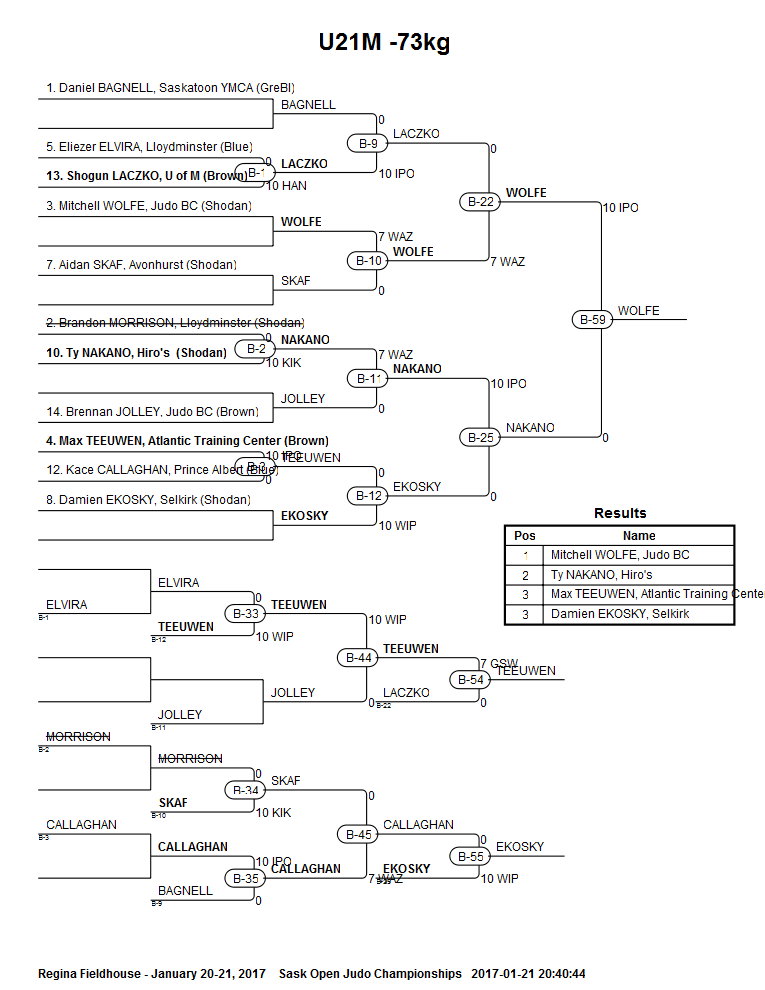 U21M -73kg
1. Daniel BAGNELL, Saskatoon YMCA (GreBl)
BAGNELL
0
B-9
LACZKO
5. Eliezer ELVIRA, Lloydminster (Blue)
0
LACZKO
B-1
10 IPO
13. Shogun LACZKO, U of M (Brown)
10 HAN
0
B-22
WOLFE
10 IPO
3. Mitchell WOLFE, Judo BC (Shodan)
WOLFE
7 WAZ
B-10
WOLFE
7 WAZ
7. Aidan SKAF, Avonhurst (Shodan)
SKAF
0
B-59
WOLFE
2. Brandon MORRISON, Lloydminster (Shodan)
0
NAKANO
B-2
7 WAZ
10. Ty NAKANO, Hiro's (Shodan)
10 KIK
B-11
NAKANO
10 IPO
JOLLEY
0
14. Brennan JOLLEY, Judo BC (Brown)
B-25
NAKANO
0
4. Max TEEUWEN, Atlantic Training Center (Brown)
10 IPO
TEEUWEN
B-3
0
12. Kace CALLAGHAN, Prince Albert (Blue)
0
B-12
EKOSKY
0
8. Damien EKOSKY, Selkirk (Shodan)
EKOSKY
10 WIP
Results
Pos Name
1 Mitchell WOLFE, Judo BC
2 Ty NAKANO, Hiro's
3 Max TEEUWEN, Atlantic Training Cente
3 Damien EKOSKY, Selkirk
ELVIRA
0
ELVIRA
B-1
B-33
TEEUWEN
10 WIP
TEEUWEN
B-12
10 WIP
B-44
TEEUWEN
7 GSW
B-54
TEEUWEN
JOLLEY
0
LACZKO
B-22
0
JOLLEY
B-11
MORRISON
B-2
MORRISON
0
B-34
SKAF
0
SKAF
B-10
10 KIK
CALLAGHAN
B-3
B-45
CALLAGHAN
0
CALLAGHAN
10 IPO
B-55
EKOSKY
B-35
CALLAGHAN
7 WAZ
EKOSKY
10 WIP
BAGNELL
B-9
0
Regina Fieldhouse - January 20-21, 2017 Sask Open Judo Championships 2017-01-21 20:40:44